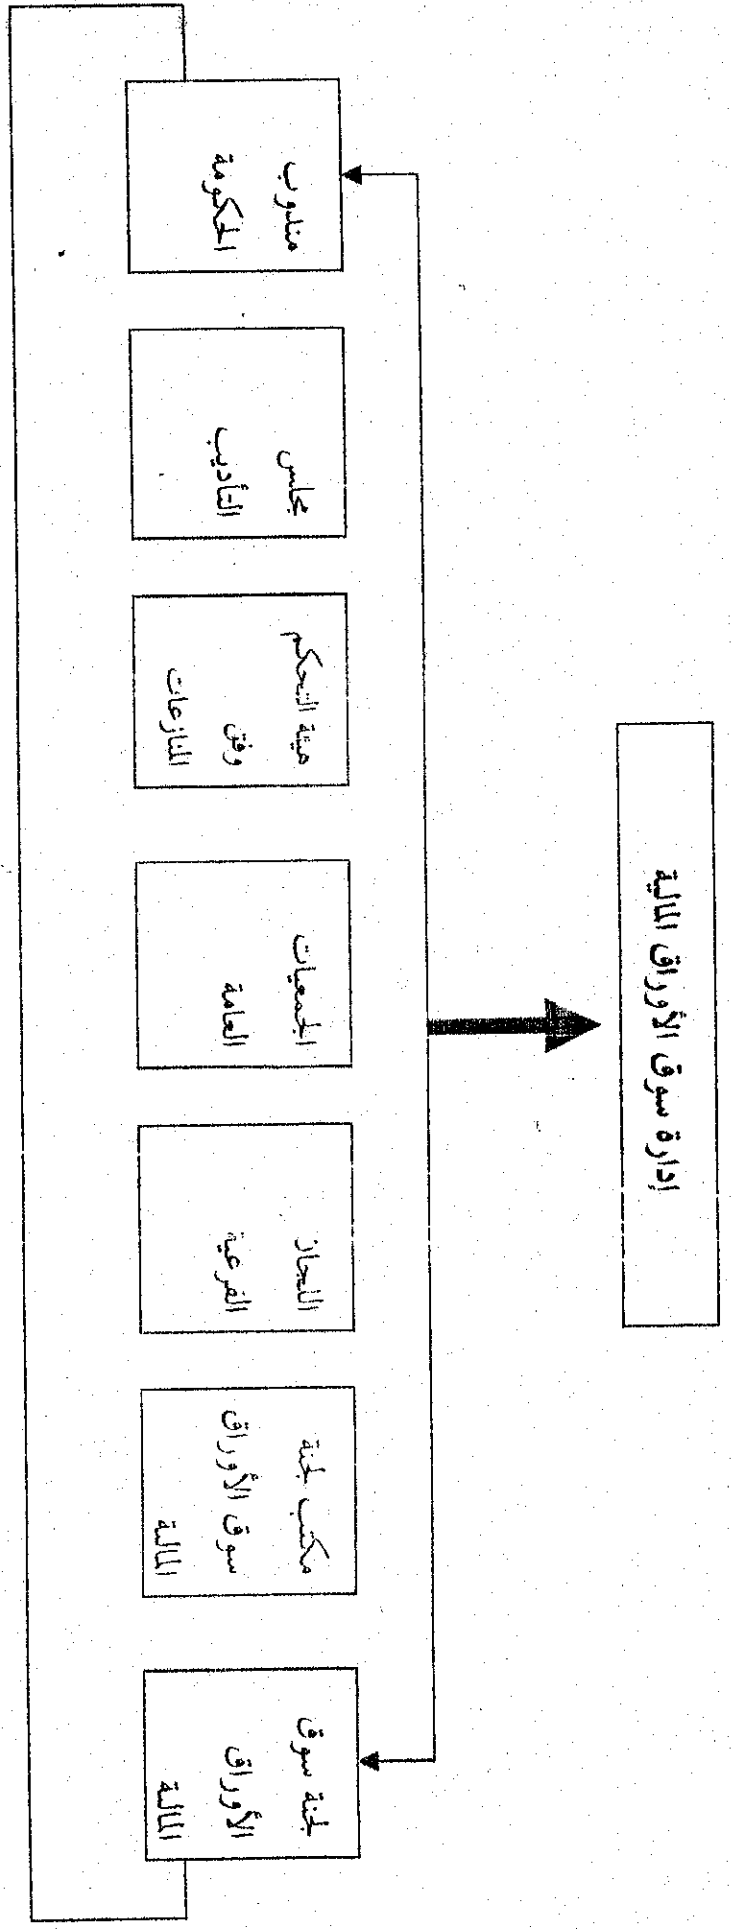 إدارة سوق الأوراق المالية
لجنة سوق
الأوراق
المالية
مكتب لجنة
سوق الأوراق
المالية
اللجان
الفرعية
الجمعيات
العامة
هيئة التحكم
وفق
المنازعات
مجلس
التأديب
مندوب
الحكومة